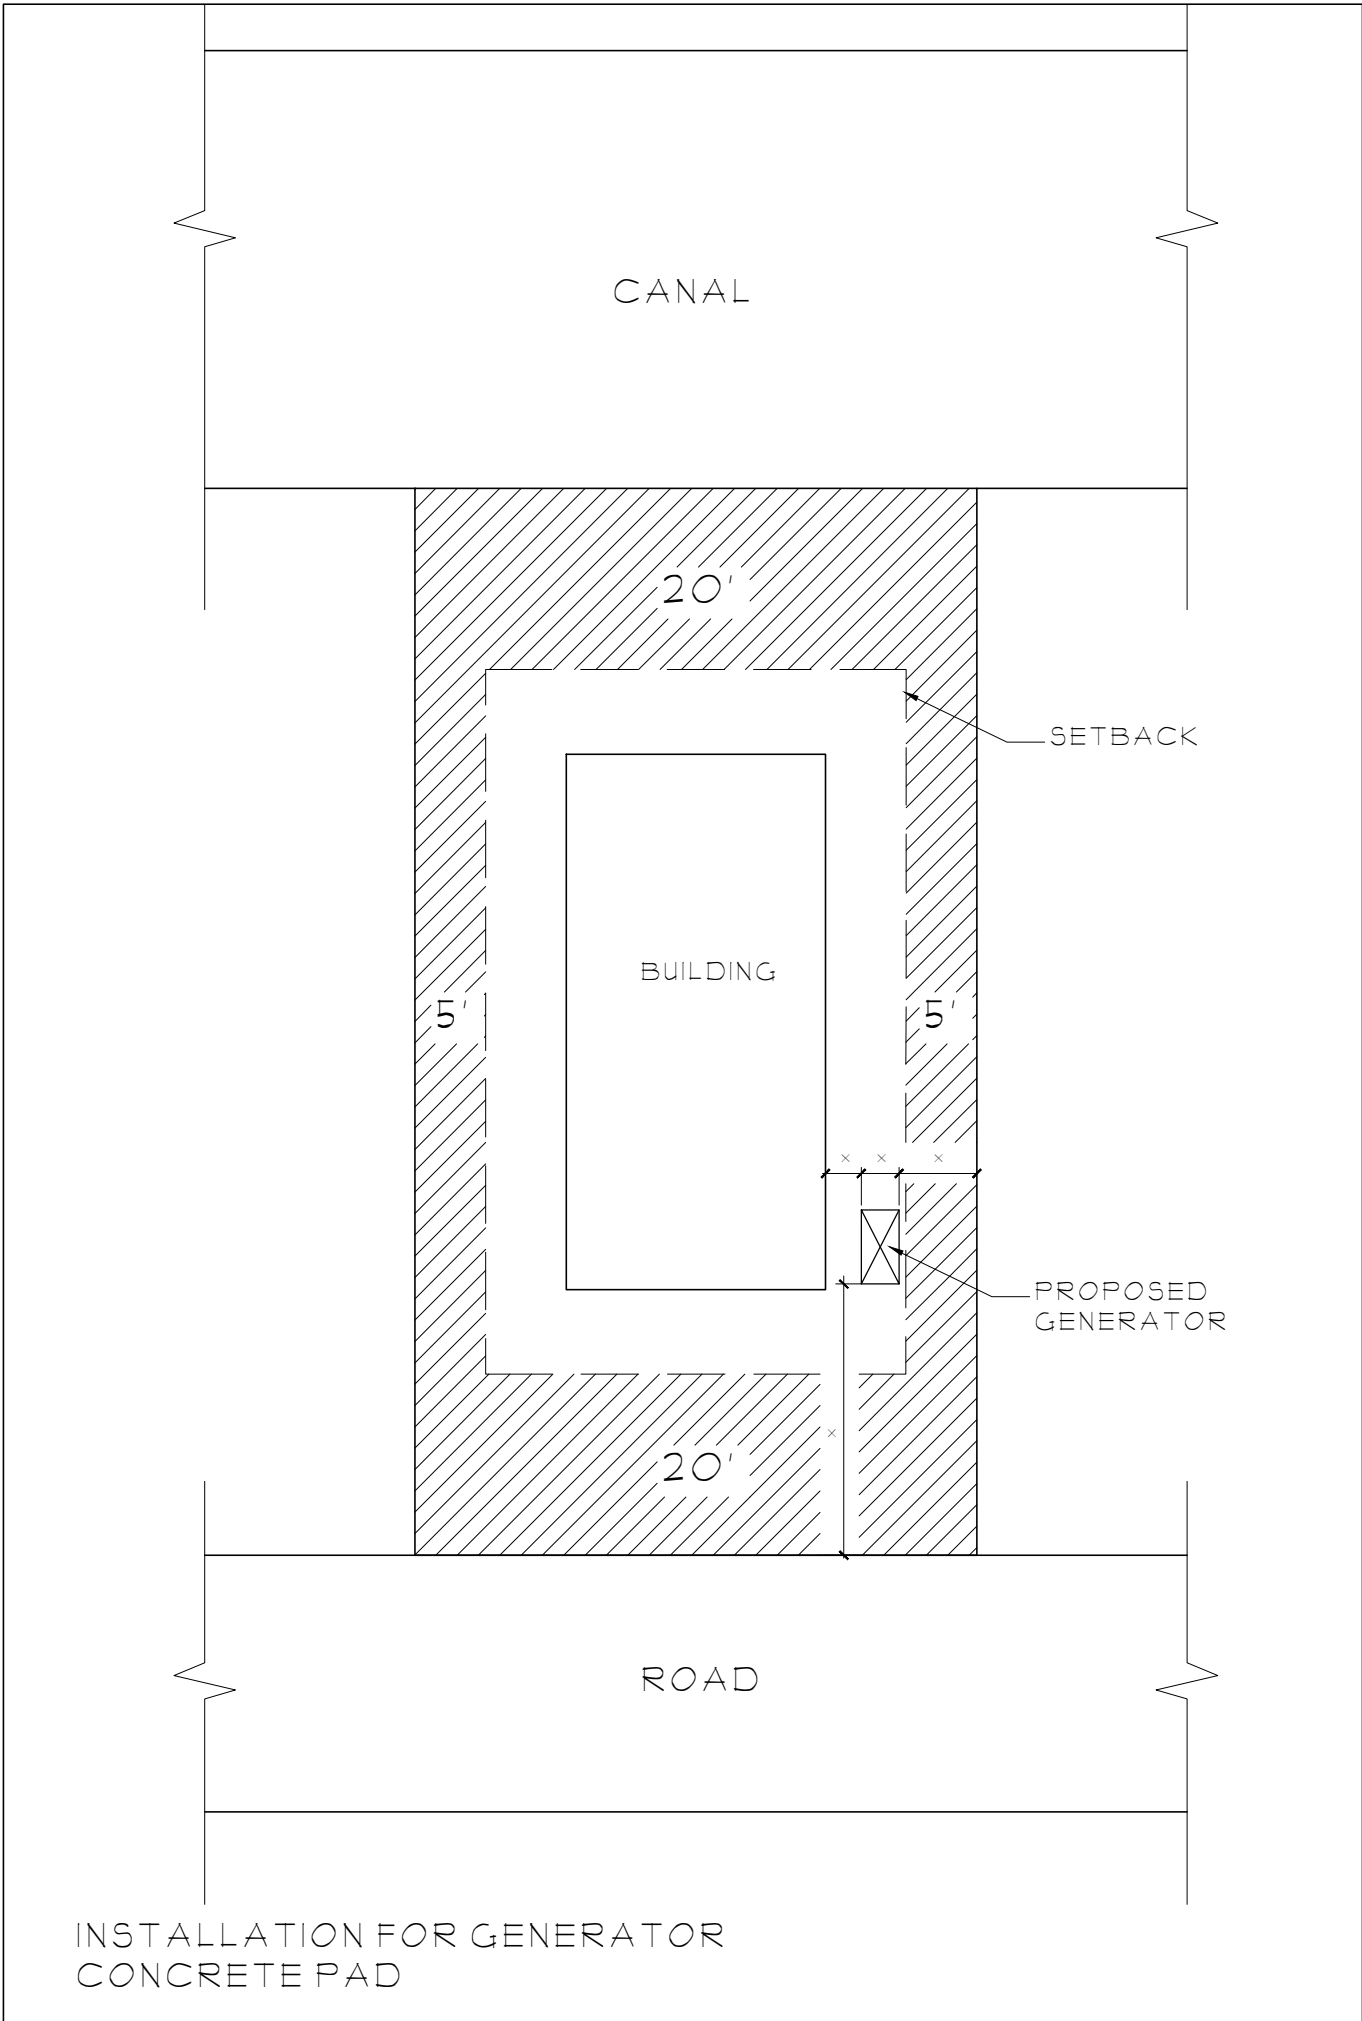 CANAL
20'
SETBACK
BUILDING
5'
5'
x x x
PROPOSED
GENERATOR
x
20'
ROAD
INSTALLATION FOR GENERATOR
CONCRETE PAD